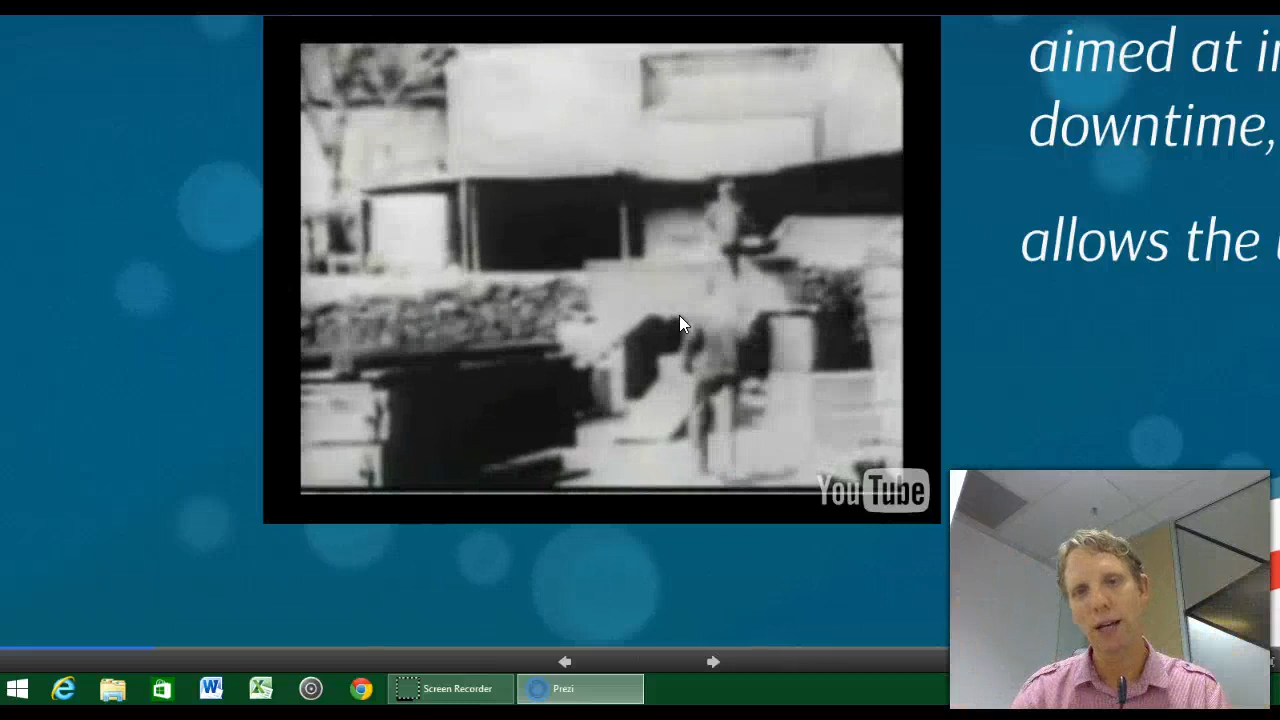 aimed at
downtime,
allows the
YouTube
Screen Recorder
Prezi